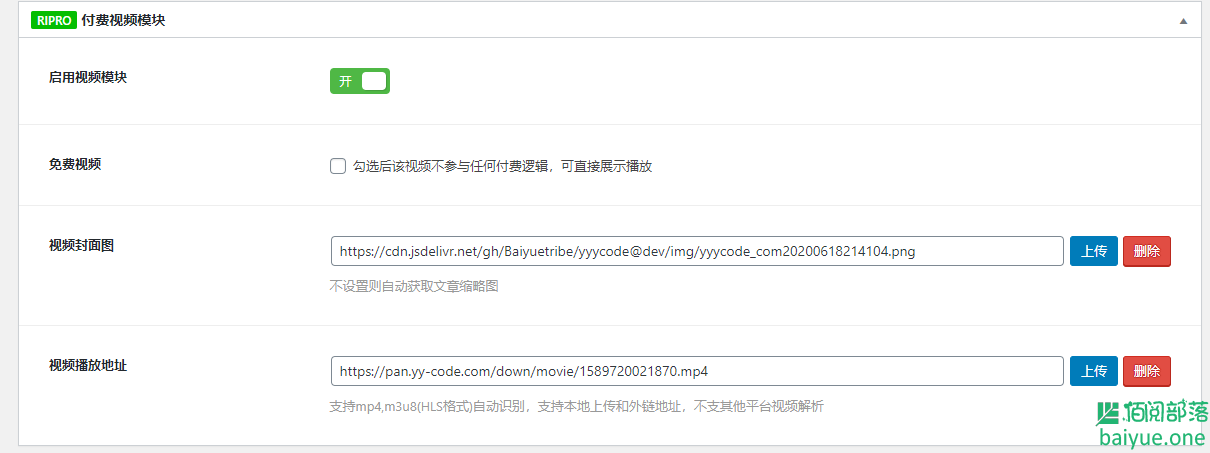 RIPRO 付费视频模块
启用视频模块
开
免费视频
勾选后该视频不参与任何付费逻辑，可直接展示播放
视频封面图
https://cdn.jsdelivr.net/gh/Baiyuetribe/yyycode@dev/img/yyycode_com20200618214104.png
上传
删除
不设置则自动获取文章缩略图
视频播放地址
https://pan.yy-code.com/down/movie/1589720021870.mp4
上传
删除
支持mp4,m3u8(HLS格式)自动识别，支持本地上传和外链地址，不支其他平台视频解析
佰阅部落
baiyue.one